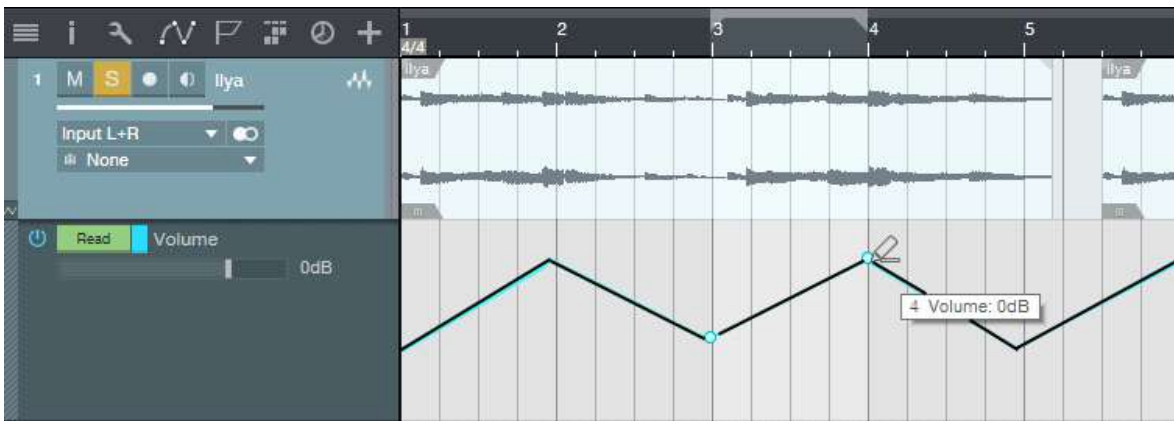 1 2 3 4 5
4/4
1 M S Ilya
Ilya Ilya
Input L+R
None
Read Volume
0dB
4 Volume: 0dB